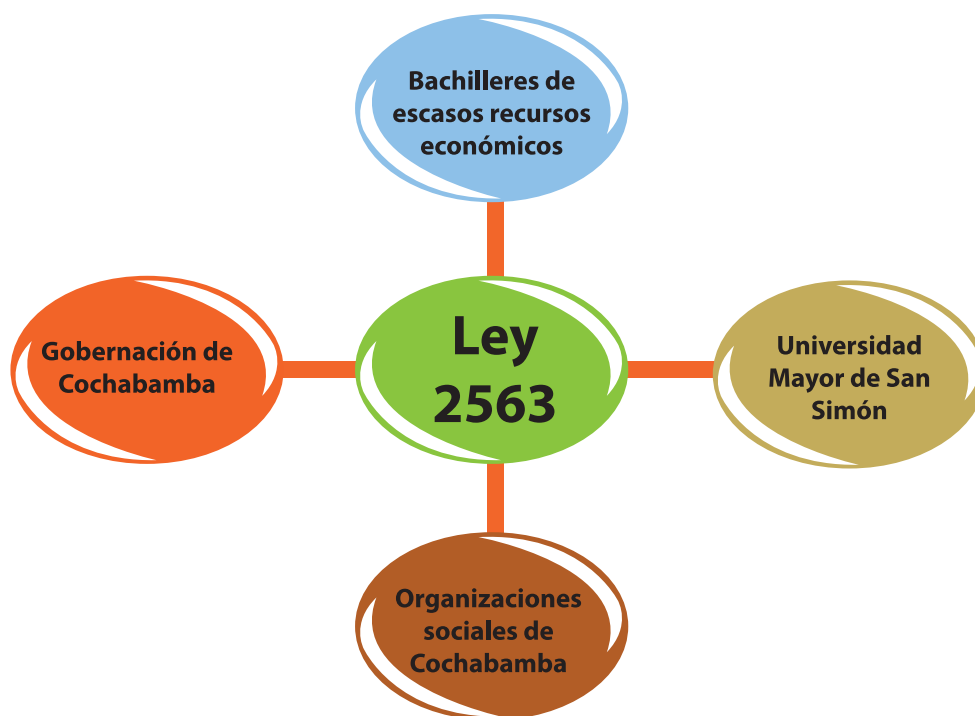 Bachilleres de
escasos recursos
económicos
Gobernación de
Cochabamba
Ley
2563
Universidad
Mayor de San
Simón
Organizaciones
sociales de
Cochabamba